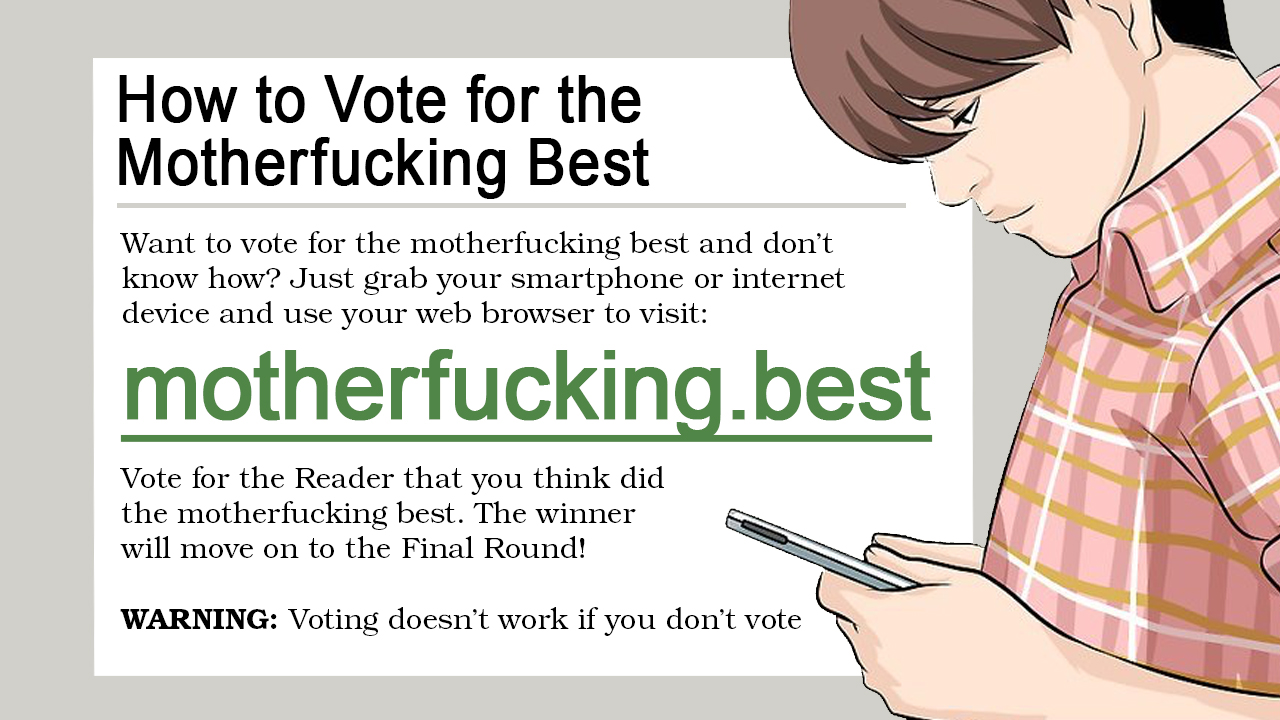 How to Vote for the
Motherfucking Best
Want to vote for the motherfucking best and don't
know how? Just grab your smartphone or internet
device and use your web browser to visit:
motherfucking.best
Vote for the Reader that you think did
the motherfucking best. The winner
will move on to the Final Round!
WARNING: Voting doesn't work if you don't vote